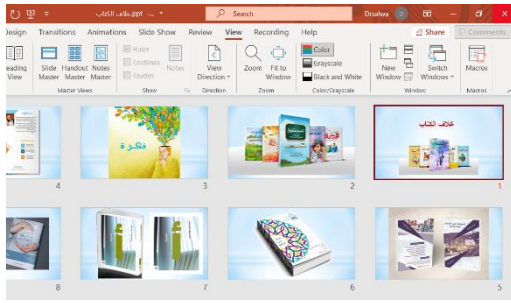 غلاف الكتاب.ppt
Search
Draalwa
Design Transitions Animations Slide Show Review View Recording Help Share Comments
Reading View
Slide Master
Handout Master
Notes Master
Master Views
Ruler
Gridlines
Guides
Notes
Show
View Direction
Direction
Zoom
Fit to Window
Zoom
Color
Grayscale
Black and White
Color/Grayscale
New Window
Switch Windows
Window
Macros
Macros
غلاف الكتاب
1
2
فكرة
3
4
5
6
أ
أ
7
8